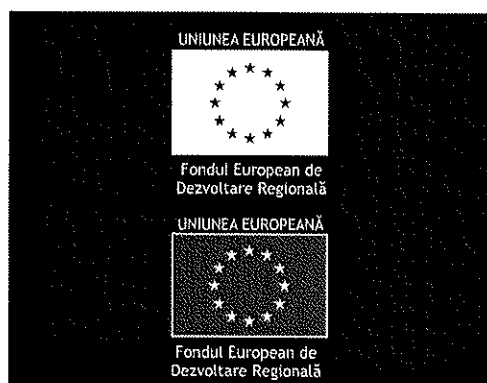 UNIUNEA EUROPEANĂ
Fondul European de
Dezvoltare Regională
UNIUNEA EUROPEANĂ
Fondul European de
Dezvoltare Regională